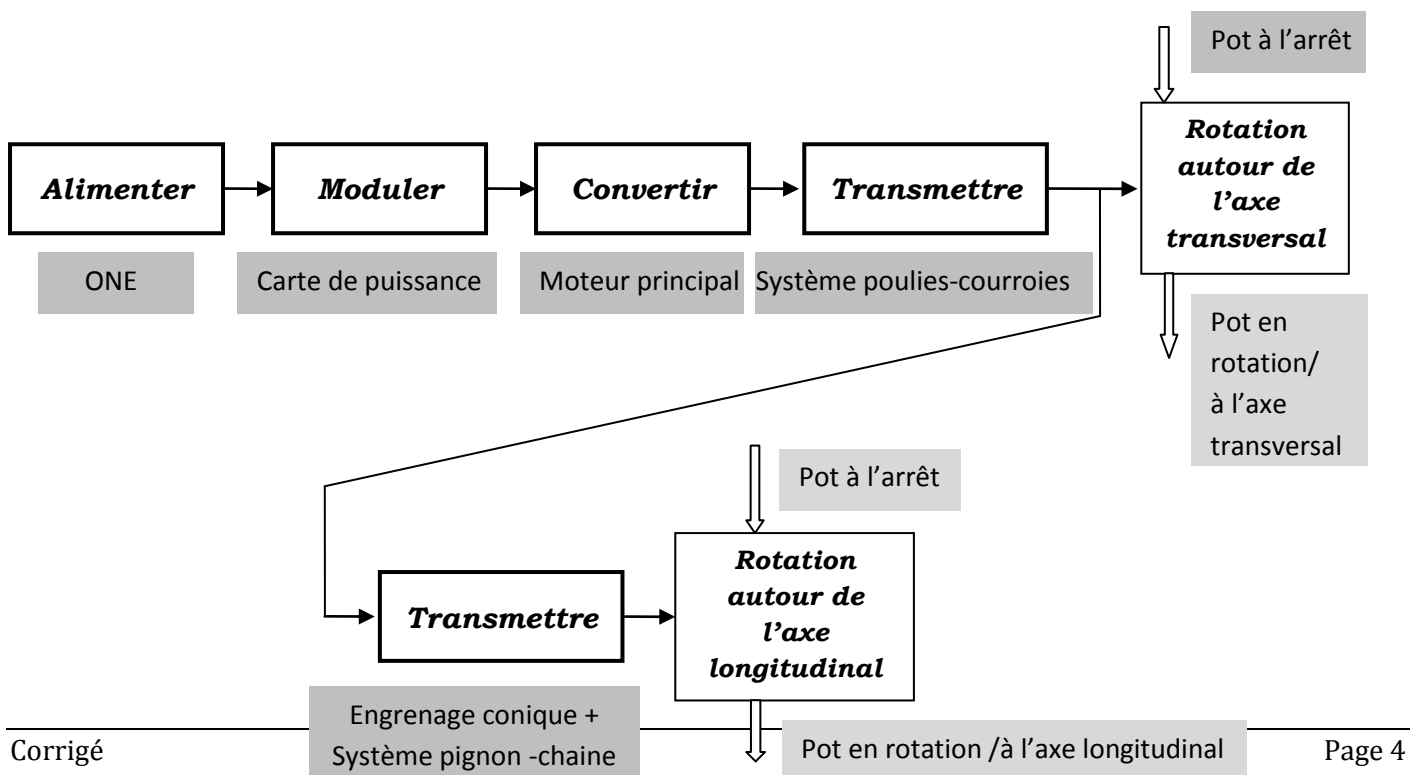 Pot à l’arrêt
Alimenter
Moduler
Convertir
Transmettre
Rotation
autour de
l’axe
transversal
ONE
Carte de puissance
Moteur principal
Système poulies-courroies
Pot en
rotation/
à l’axe
transversal
Pot à l’arrêt
Transmettre
Rotation
autour de
l’axe
longitudinal
Engrenage conique +
Système pignon -chaine
Pot en rotation /à l’axe longitudinal
Corrigé
Page 4